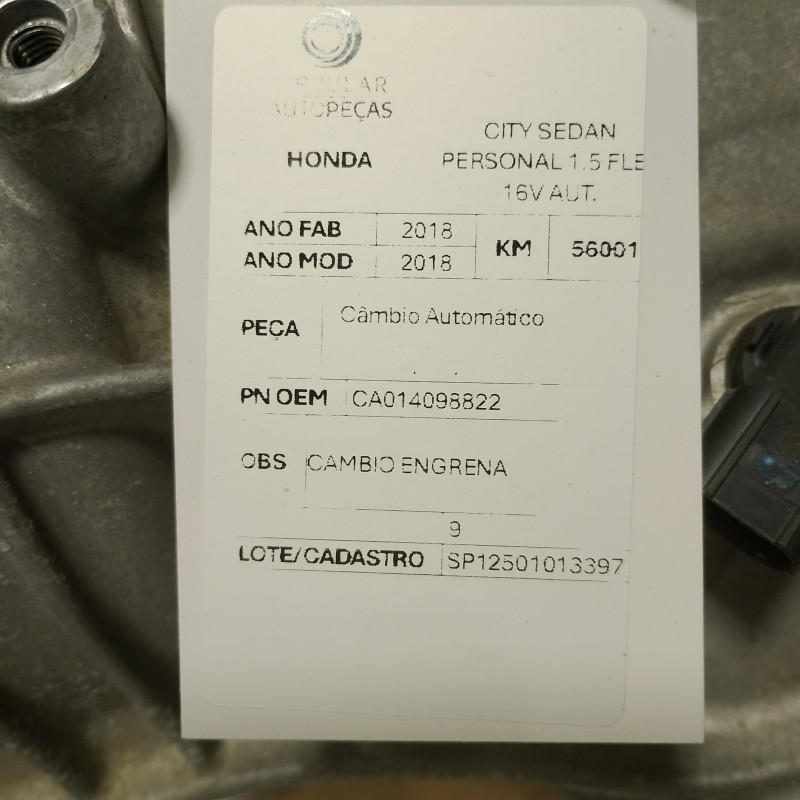 AUTOPEÇAS
HONDA
CITY SEDAN
PERSONAL 1.5 FLE
16V AUT.
ANO FAB 2018
ANO MOD 2018
KM 56001
PEÇA Câmbio Automático
PN OEM CA014098822
OBS CAMBIO ENGRENA
9
LOTE/CADASTRO SP12501013397